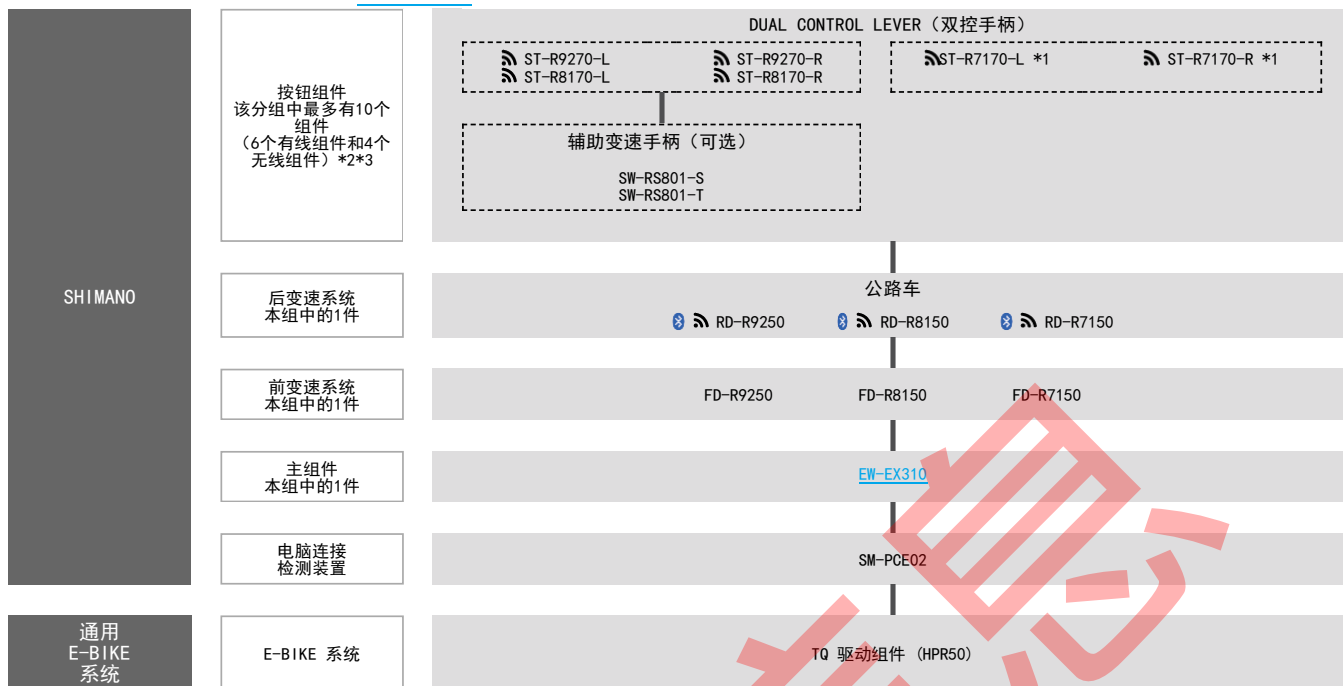 DUAL CONTROL LEVER（双控手柄）
ST-R9270-L
ST-R9270-R
ST-R7170-L *1
ST-R7170-R *1
ST-R8170-L
ST-R8170-R
按钮组件
该分组中最多有10个
组件
（6个有线组件和4个
无线组件）*2*3
辅助变速手柄（可选）
SW-RS801-S
SW-RS801-T
SHIMANO
后变速系统
本组中的1件
公路车
RD-R9250
RD-R8150
RD-R7150
前变速系统
本组中的1件
FD-R9250
FD-R8150
FD-R7150
主组件
本组中的1件
EW-EX310
电脑连接
检测装置
SM-PCE02
通用
E-BIKE
系统
E-BIKE 系统
TQ 驱动组件 (HPR50)
息